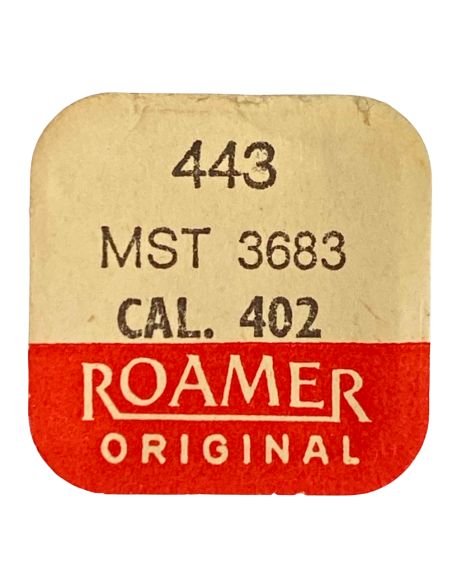 443
MST 3683
CAL. 402
ROAMER
ORIGINAL